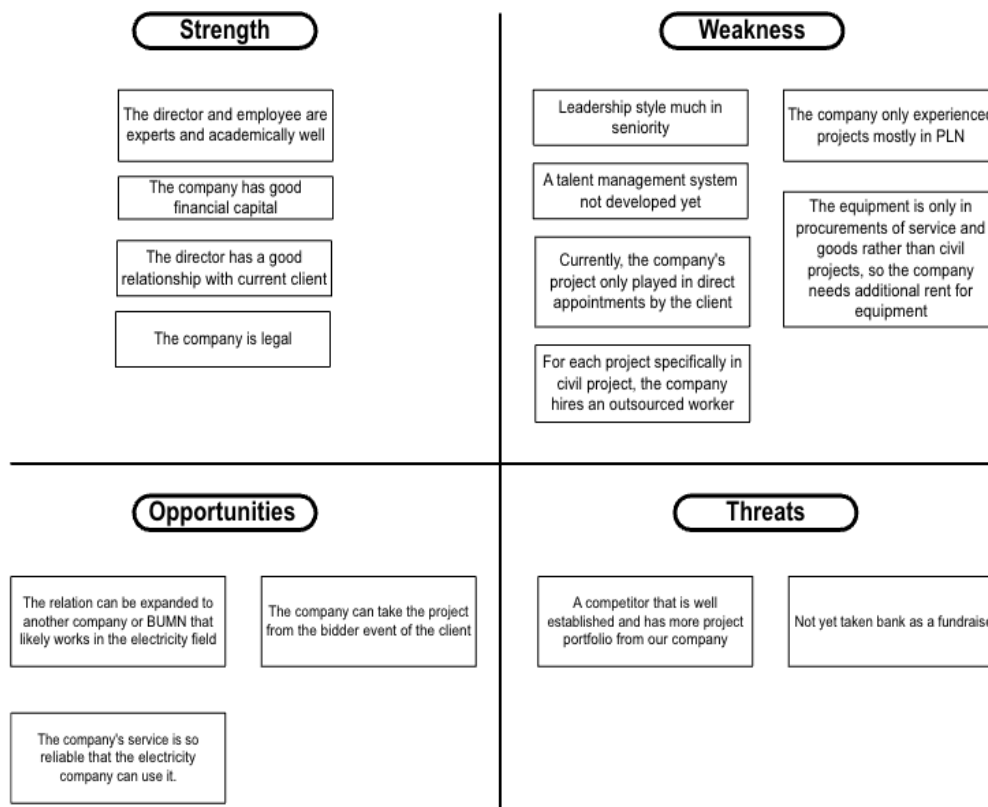 Strength
The director and employee are
experts and academically well
The company has good
financial capital
The director has a good
relationship with current client
The company is legal
Weakness
Leadership style much in
seniority
A talent management system
not developed yet
Currently, the company's
project only played in direct
appointments by the client
For each project specifically in
civil project, the company
hires an outsourced worker
The company only experienced
projects mostly in PLN
The equipment is only in
procurements of service and
goods rather than civil
projects, so the company
needs additional rent for
equipment
Opportunities
The relation can be expanded to
another company or BUMN that
likely works in the electricity field
The company can take the project
from the bidder event of the client
The company's service is so
reliable that the electricity
company can use it.
Threats
A competitor that is well
established and has more project
portfolio from our company
Not yet taken bank as a fundraise